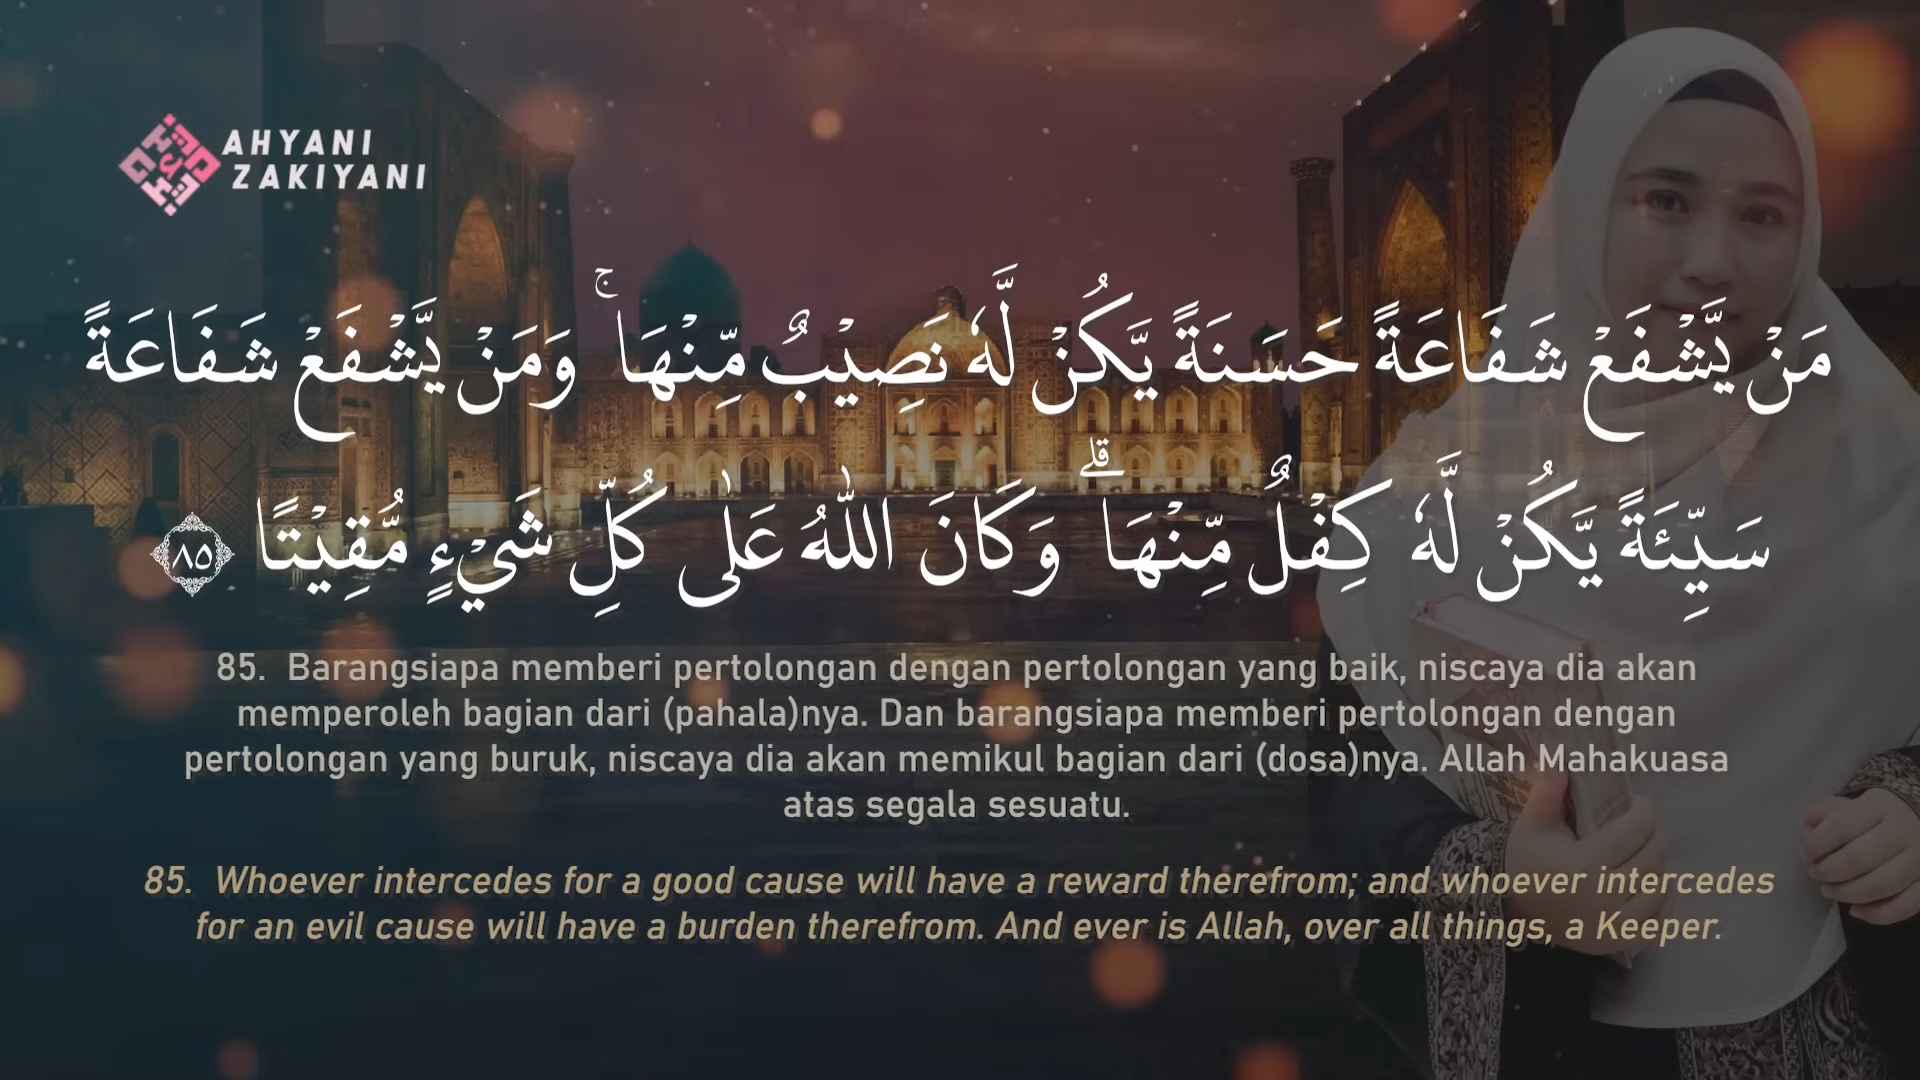 AHYANI
ZAKIYANI
مَنْ يَّشْفَعْ شَفَاعَةً حَسَنَةً يَّكُنْ لَّهٗ نَصِيْبٌ مِّنْهَا ۚ وَمَنْ يَّشْفَعْ شَفَاعَةً
سَيِّئَةً يَّكُنْ لَّهٗ كِفْلٌ مِّنْهَا ۗ وَكَانَ اللّٰهُ عَلٰى كُلِّ شَيْءٍ مُّقِيْتًا ٨٥
85. Barangsiapa memberi pertolongan dengan pertolongan yang baik, niscaya dia akan
memperoleh bagian dari (pahala)nya. Dan barangsiapa memberi pertolongan dengan
pertolongan yang buruk, niscaya dia akan memikul bagian dari (dosa)nya. Allah Mahakuasa
atas segala sesuatu.
85. Whoever intercedes for a good cause will have a reward therefrom; and whoever intercedes
for an evil cause will have a burden therefrom. And ever is Allah, over all things, a Keeper.